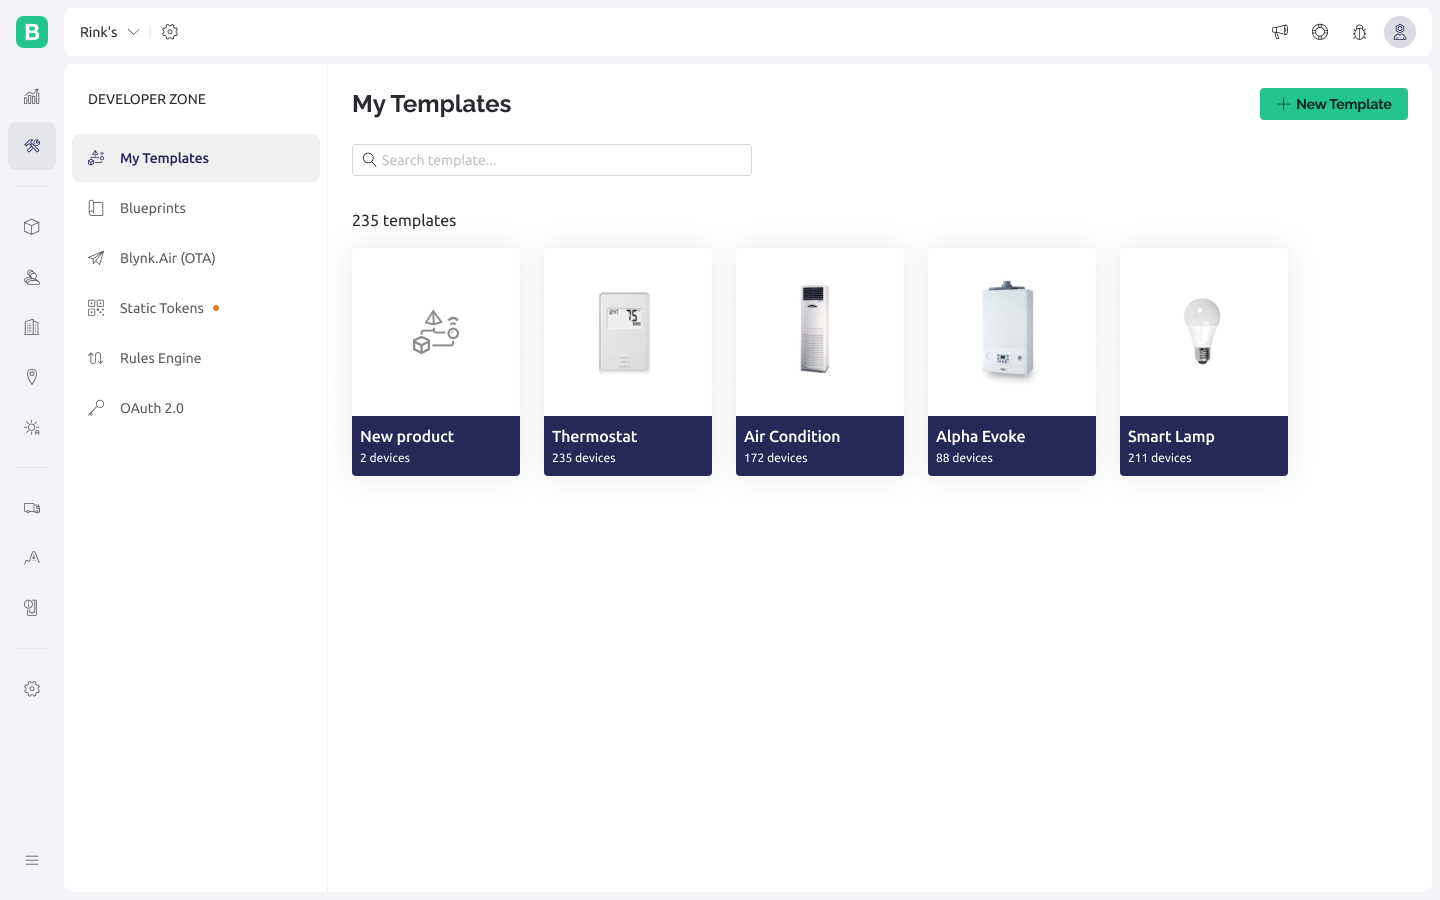 B
Rink's
DEVELOPER ZONE
My Templates
Blueprints
Blynk.Air (OTA)
Static Tokens
Rules Engine
OAuth 2.0
My Templates
New Template
Search template...
235 templates
New product
2 devices
75
Thermostat
235 devices
Air Condition
172 devices
Alpha Evoke
88 devices
Smart Lamp
211 devices